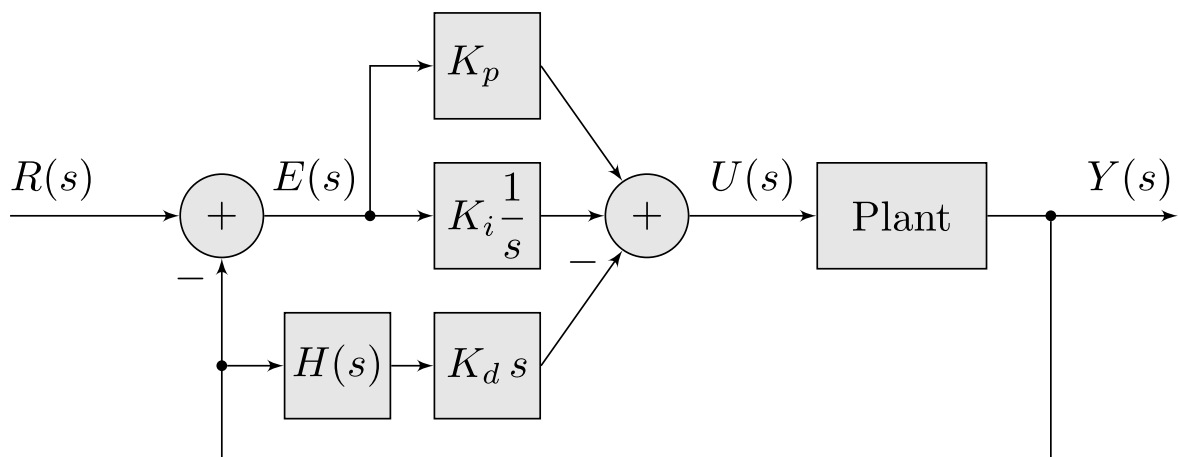 K_p
R(s)
E(s)
U(s)
Y(s)
+
K_i 1/s
+
Plant
−
−
H(s)
K_d s